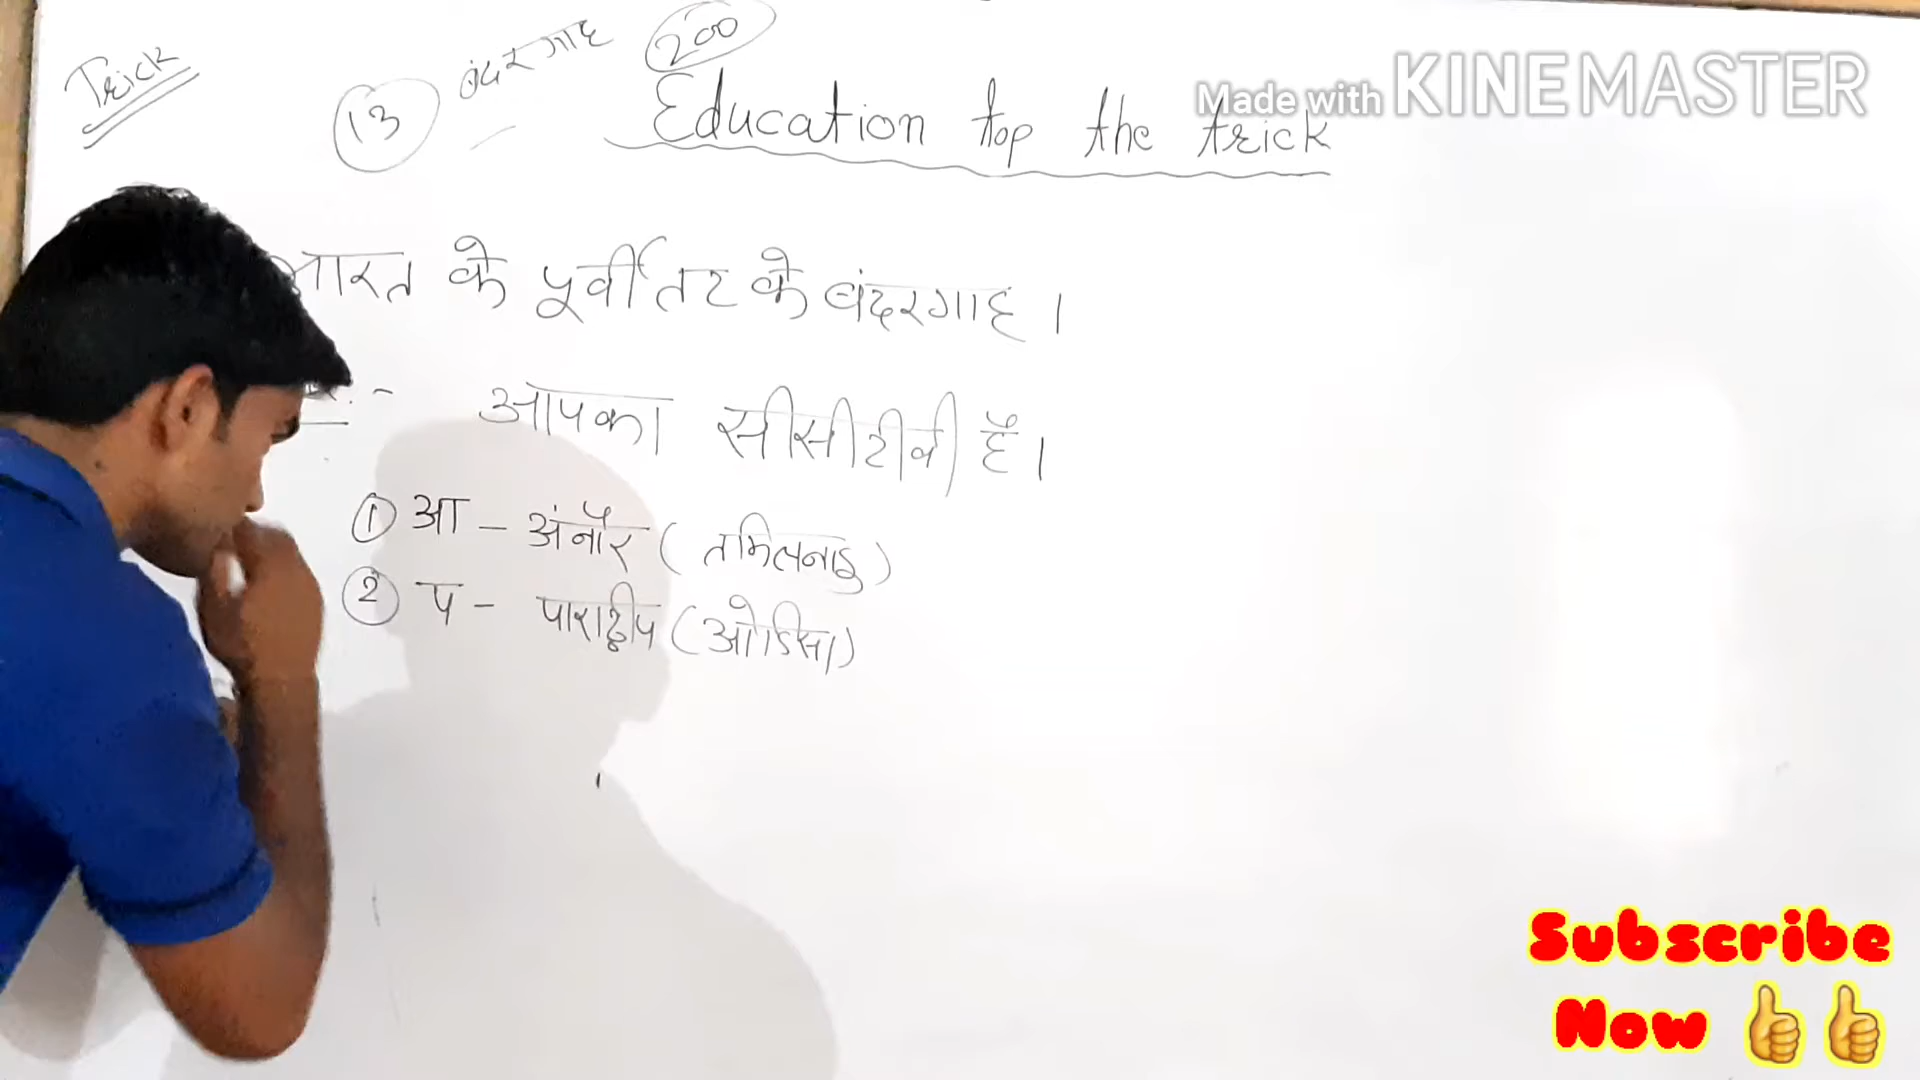 Trick
13
बंदरगाह
200
Made with KINEMASTER
Education top the trick
भारत के पूर्वी तट के बंदरगाह ।
:- आपका सीसीटीवी है ।
① आ - अंनौर (तमिलनाडु)
② प - पाराद्वीप (ओडिसा)
Subscribe
Now 👍👍